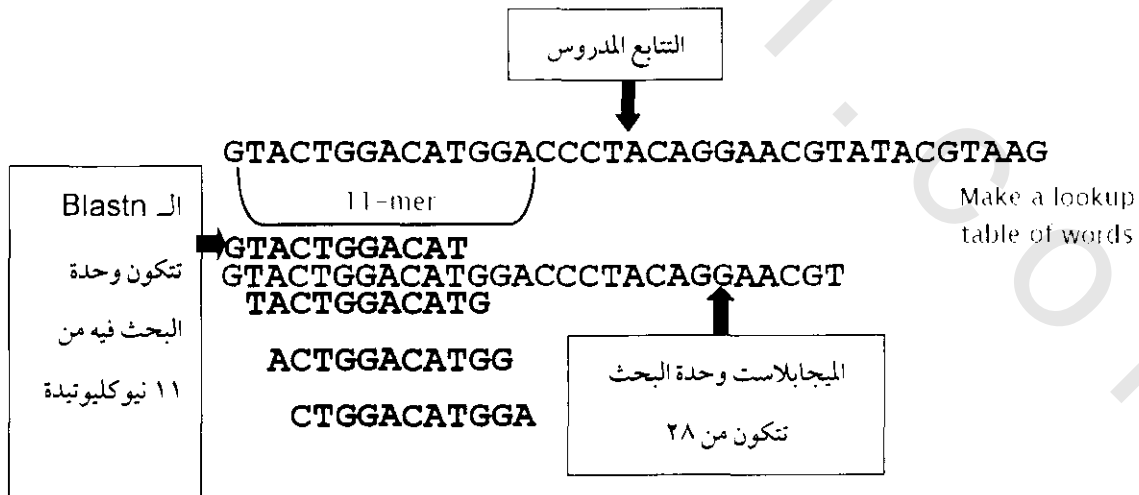 التتابع المدروس
GTACTGGACATGGACCCTACAGGAACGTATACGTAAG
11-mer
Make a lookup
table of words
الـ Blastn
تتكون وحدة
البحث فيه من
١١ نيوكليوتيدة
GTACTGGACAT
GTACTGGACATGGACCCTACAGGAACGT
TACTGGACATG
ACTGGACATGG
CTGGACATGGA
الميجابلاست وحدة البحث
تتكون من ٢٨